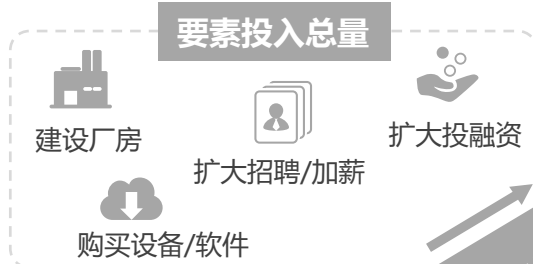 要素投入总量
建设厂房
扩大招聘/加薪
扩大投融资
购买设备/软件